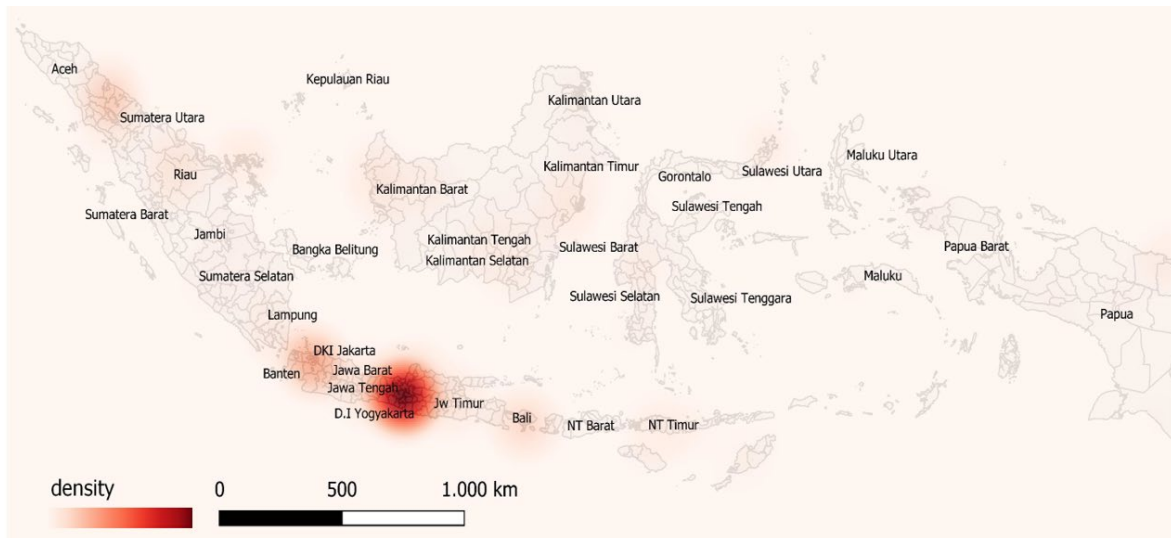 Aceh
Kepulauan Riau
Kalimantan Utara
Sumatera Utara
Maluku Utara
Kalimantan Timur
Sulawesi Utara
Riau
Gorontalo
Kalimantan Barat
Sulawesi Tengah
Sumatera Barat
Jambi
Kalimantan Tengah
Papua Barat
Bangka Belitung
Sulawesi Barat
Kalimantan Selatan
Sumatera Selatan
Maluku
Sulawesi Selatan
Sulawesi Tenggara
Lampung
Papua
DKI Jakarta
Banten
Jawa Barat
Jawa Tengah
Jw Timur
D.I Yogyakarta
Bali
NT Barat
NT Timur
density
0 500 1.000 km